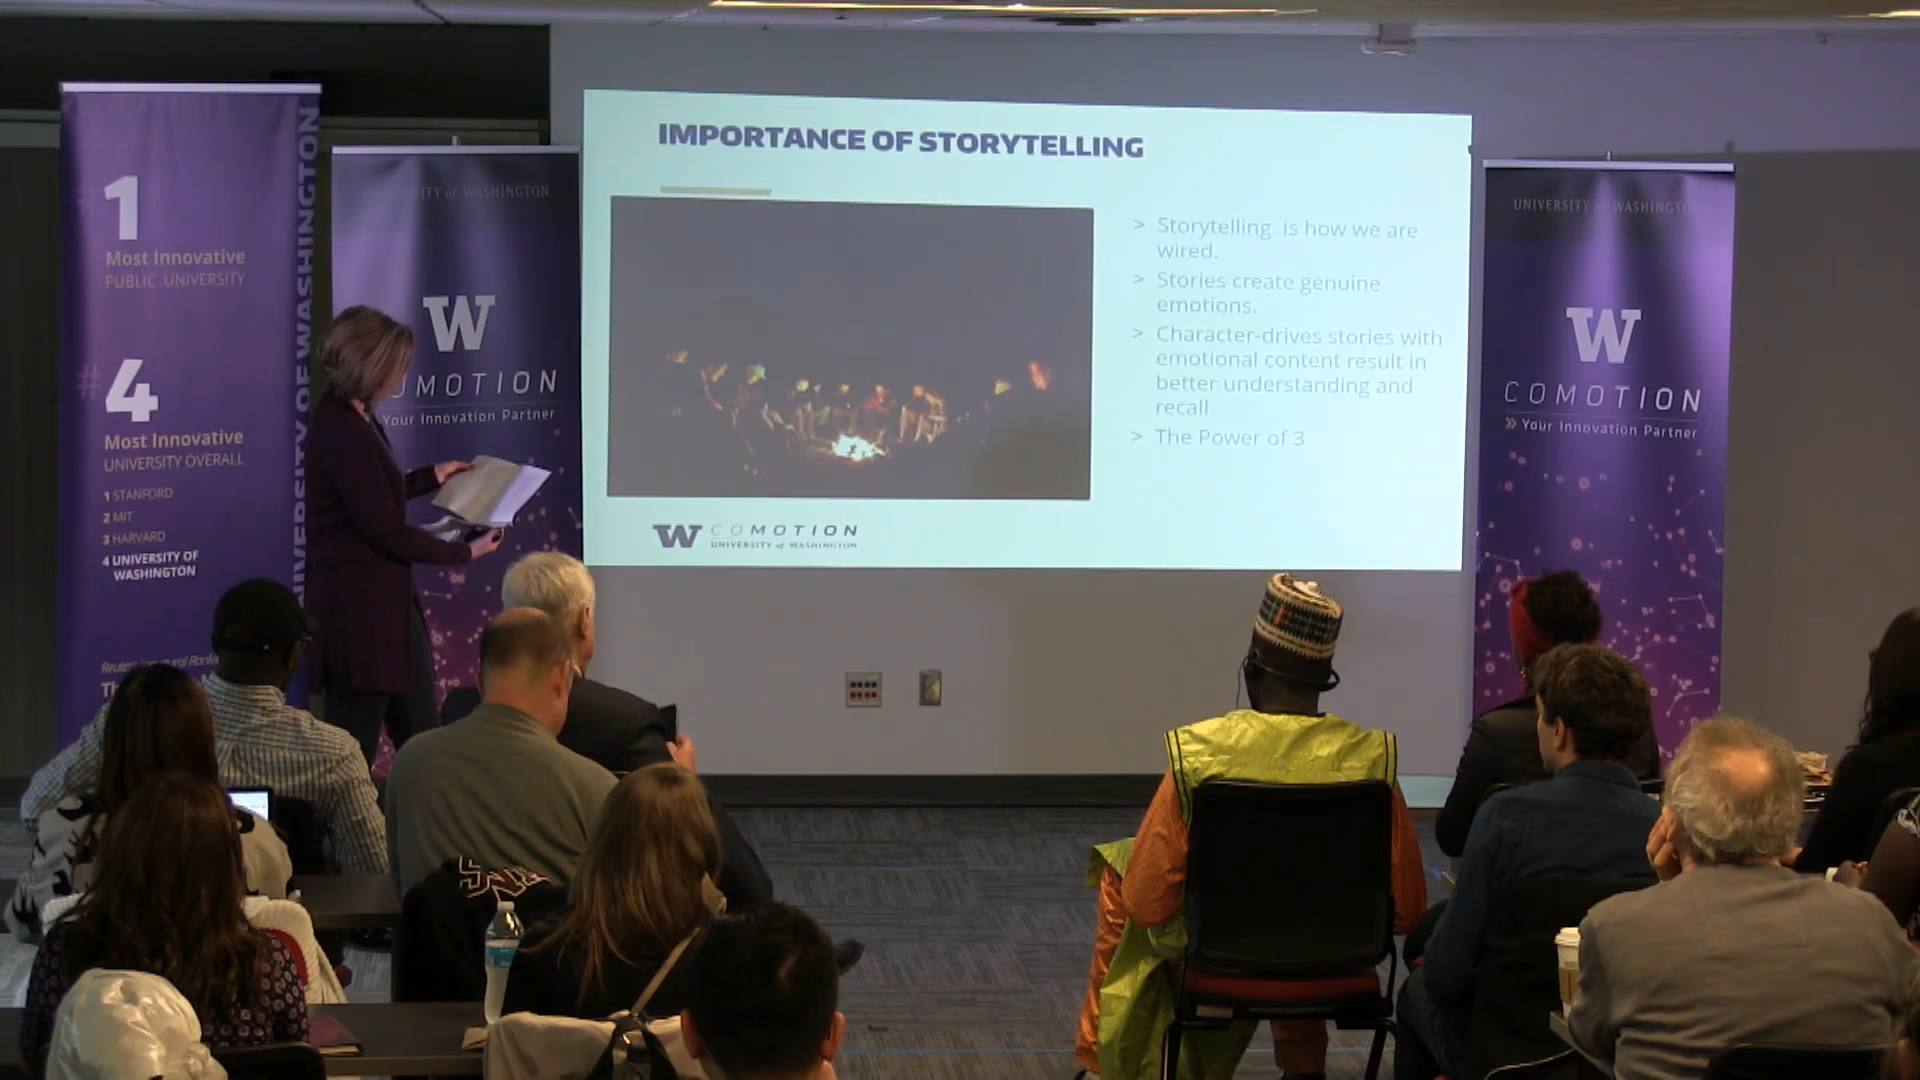 1
Most Innovative
PUBLIC UNIVERSITY
#4
Most Innovative
UNIVERSITY OVERALL
1 STANFORD
2 MIT
3 HARVARD
4 UNIVERSITY OF
WASHINGTON
UNIVERSITY OF WASHINGTON
of WASHINGTON
W
OMOTION
Your Innovation Partner
IMPORTANCE OF STORYTELLING
> Storytelling is how we are
wired.
> Stories create genuine
emotions.
> Character-drives stories with
emotional content result in
better understanding and
recall
> The Power of 3
W COMOTION
UNIVERSITY of WASHINGTON
UNIVERSITY of WASHINGTON
W
COMOTION
» Your Innovation Partner